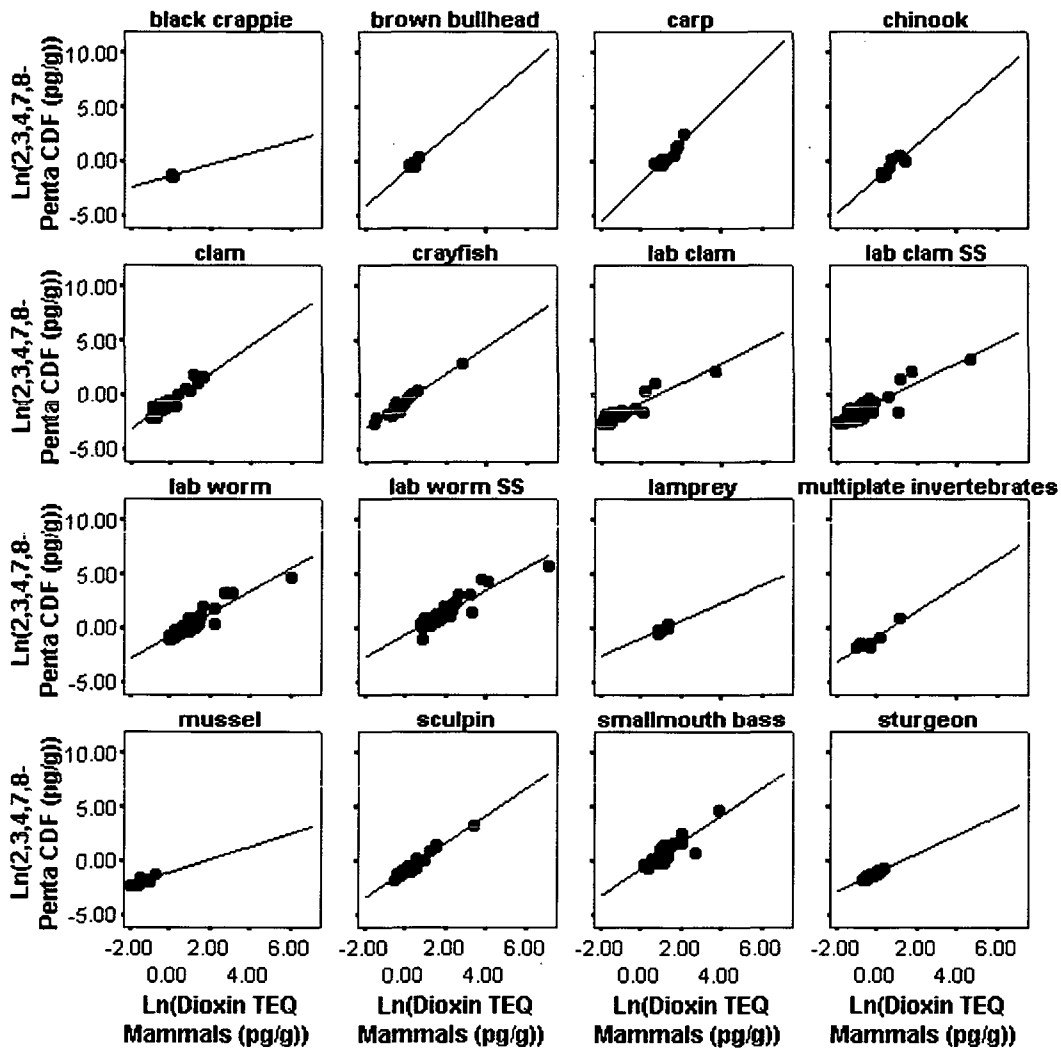 black crappie
brown bullhead
carp
chinook
Ln(2,3,4,7,8-
Penta CDF (pg/g))
10.00
5.00
0.00
-5.00
clam
crayfish
lab clam
lab clam SS
Ln(2,3,4,7,8-
Penta CDF (pg/g))
10.00
5.00
0.00
-5.00
lab worm
lab worm SS
lamprey
multiplate invertebrates
Ln(2,3,4,7,8-
Penta CDF (pg/g))
10.00
5.00
0.00
-5.00
mussel
sculpin
smallmouth bass
sturgeon
Ln(2,3,4,7,8-
Penta CDF (pg/g))
10.00
5.00
0.00
-5.00
-2.00 2.00 6.00
0.00 4.00
Ln(Dioxin TEQ
Mammals (pg/g))
-2.00 2.00 6.00
0.00 4.00
Ln(Dioxin TEQ
Mammals (pg/g))
-2.00 2.00 6.00
0.00 4.00
Ln(Dioxin TEQ
Mammals (pg/g))
-2.00 2.00 6.00
0.00 4.00
Ln(Dioxin TEQ
Mammals (pg/g))